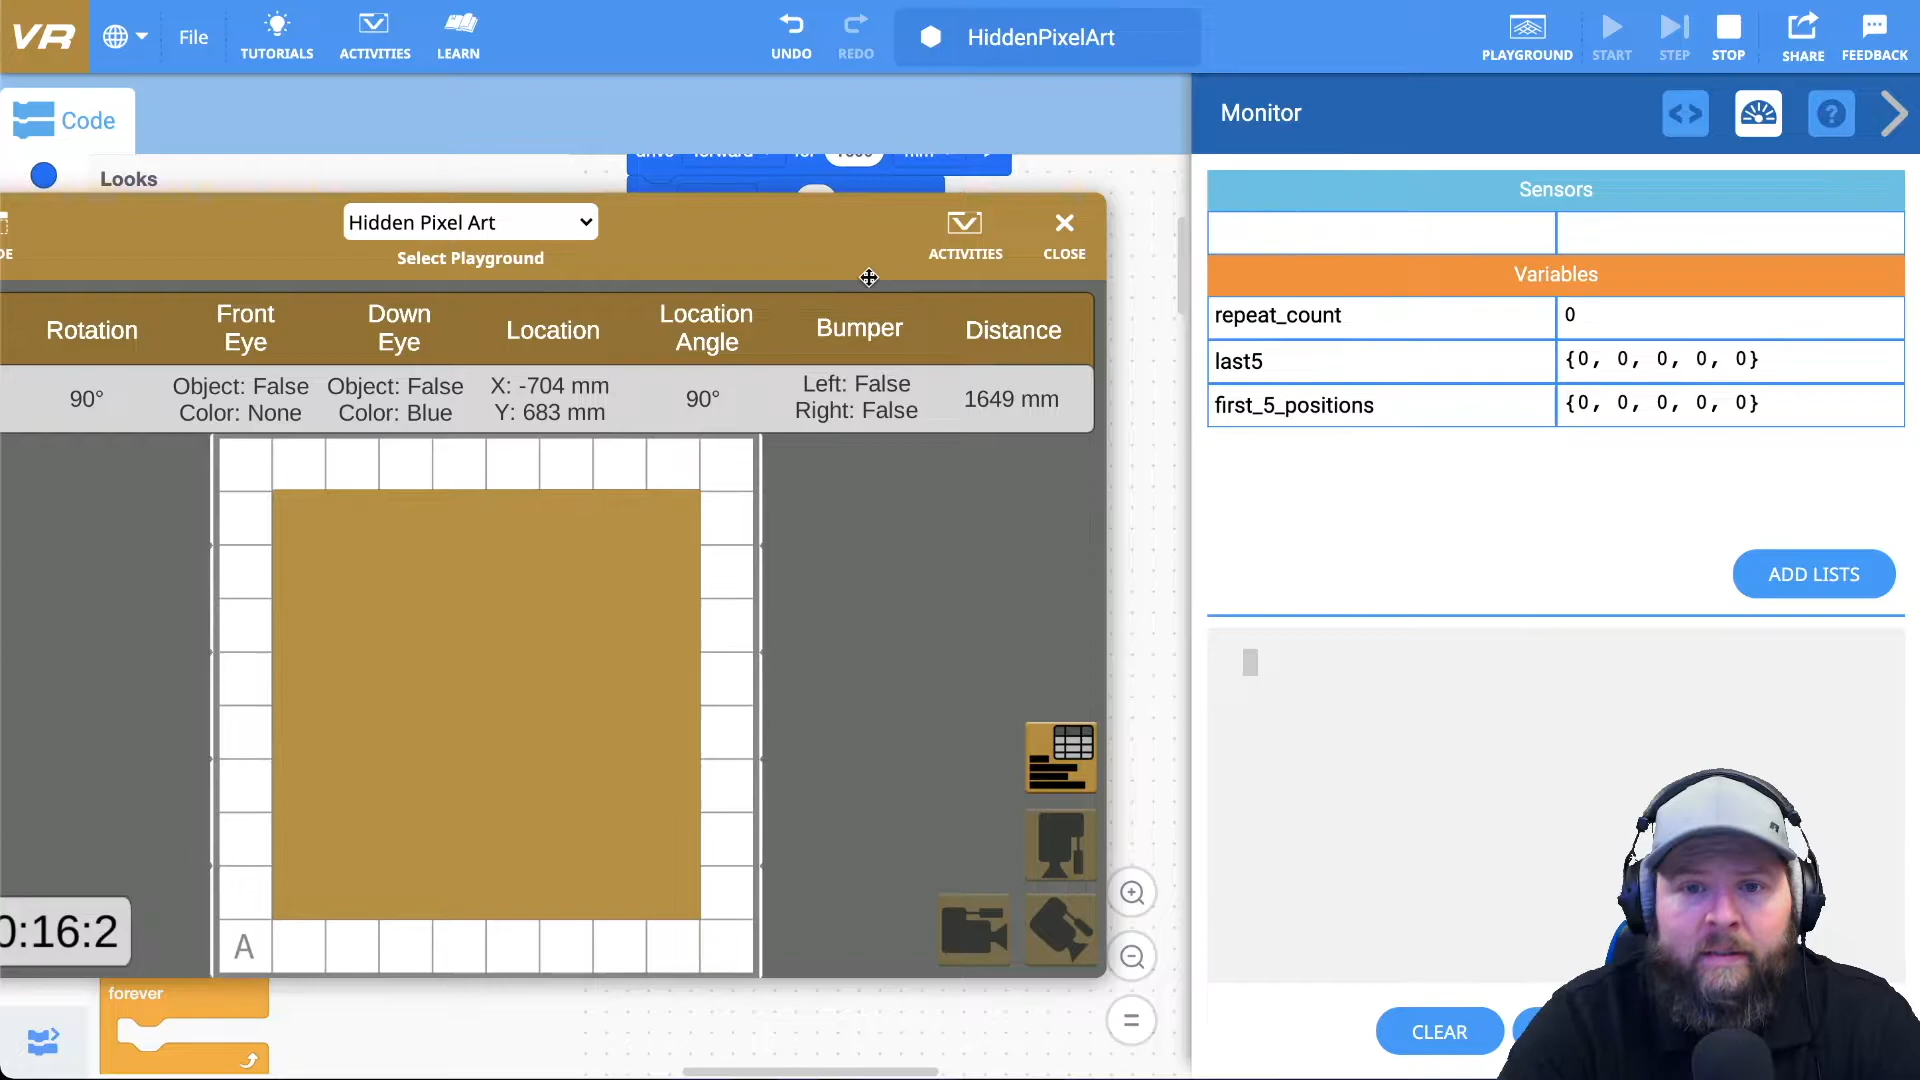 VR
File
TUTORIALS
ACTIVITIES
LEARN
UNDO
REDO
HiddenPixelArt
PLAYGROUND
START
STEP
STOP
SHARE
FEEDBACK
Code
Monitor
Looks
Hidden Pixel Art
Select Playground
ACTIVITIES
CLOSE
Rotation
Front
Eye
Down
Eye
Location
Location
Angle
Bumper
Distance
90°
Object: False
Color: None
Object: False
Color: Blue
X: -704 mm
Y: 683 mm
90°
Left: False
Right: False
1649 mm
A
0:16:2
forever
Sensors
Variables
repeat_count
0
last5
{0, 0, 0, 0, 0}
first_5_positions
{0, 0, 0, 0, 0}
ADD LISTS
CLEAR